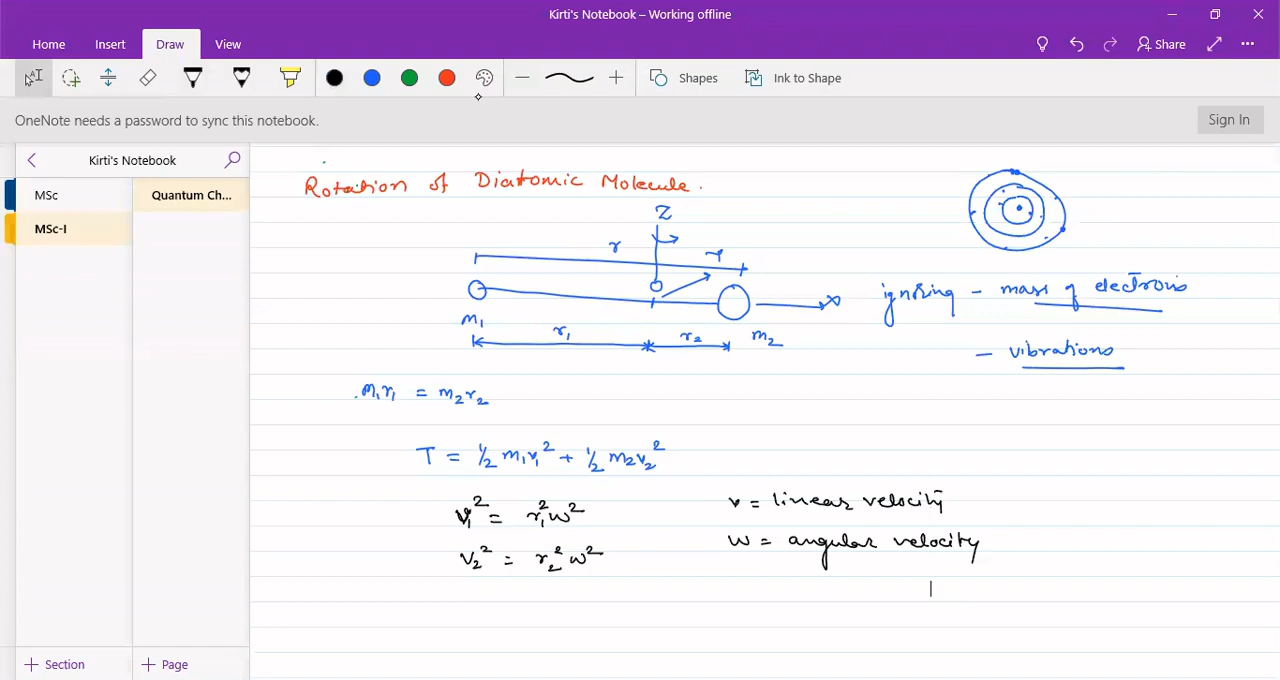 Kirti's Notebook – Working offline
Home Insert Draw View
Share
Shapes
Ink to Shape
OneNote needs a password to sync this notebook.
Sign In
Kirti's Notebook
MSc
MSc-I
Quantum Ch...
Section
Page
Rotation of Diatomic Molecule.
Z
r
r
x
m₁
r₁
r₂
m₂
ignoring - mass of electrons
- vibrations
m₁r₁ = m₂r₂
T = ½ m₁v₁² + ½ m₂v₂²
v₁² = r₁²w²
v₂² = r₂²w²
v = linear velocity
w = angular velocity